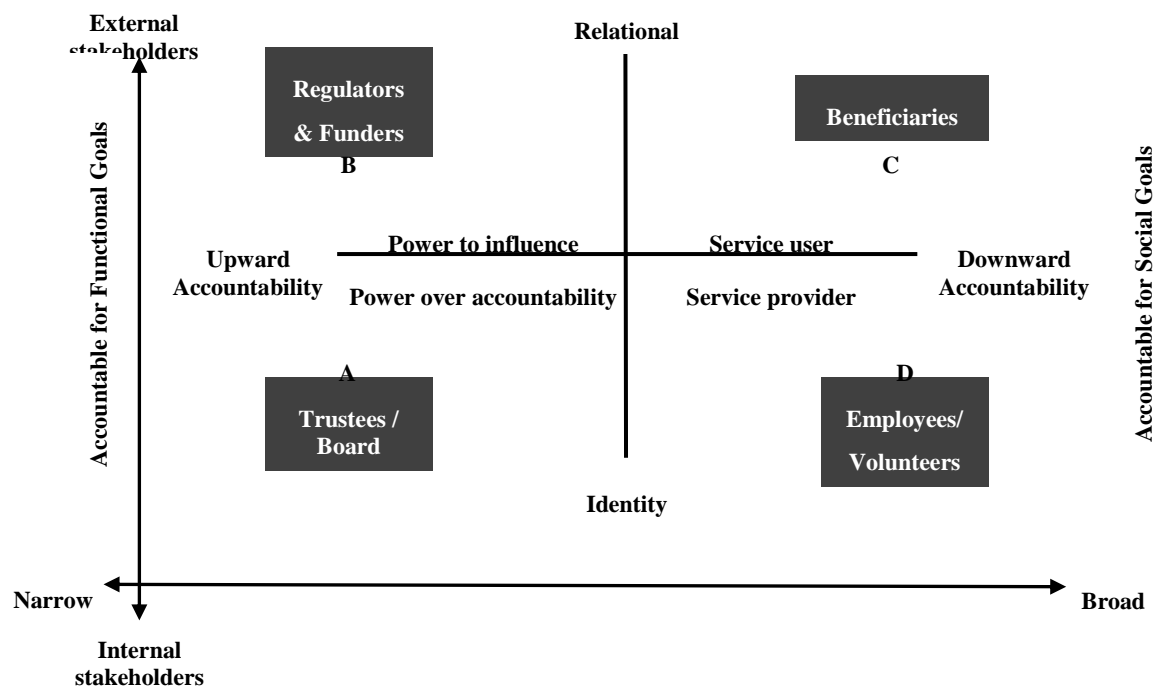 External
stakeholders
Relational
Regulators
& Funders
B
Beneficiaries
C
Accountable for Functional Goals
Accountable for Social Goals
Power to influence
Service user
Upward
Accountability
Downward
Accountability
Power over accountability
Service provider
A
Trustees /
Board
D
Employees/
Volunteers
Identity
Narrow
Broad
Internal
stakeholders